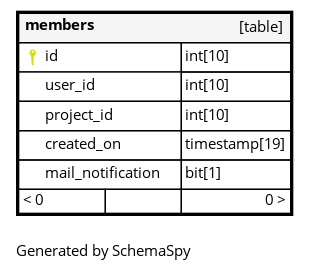 members [table]
id int[10]
user_id int[10]
project_id int[10]
created_on timestamp[19]
mail_notification bit[1]
< 0 0 >
Generated by SchemaSpy